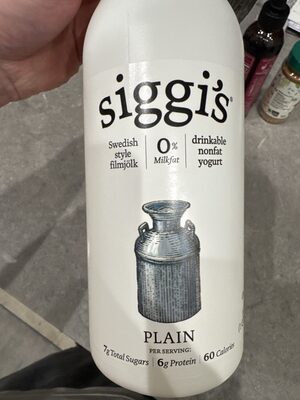 siggi's®
Swedish style filmjölk | 0% Milkfat | drinkable nonfat yogurt
PLAIN
PER SERVING:
7g Total Sugars | 6g Protein | 60 Calories